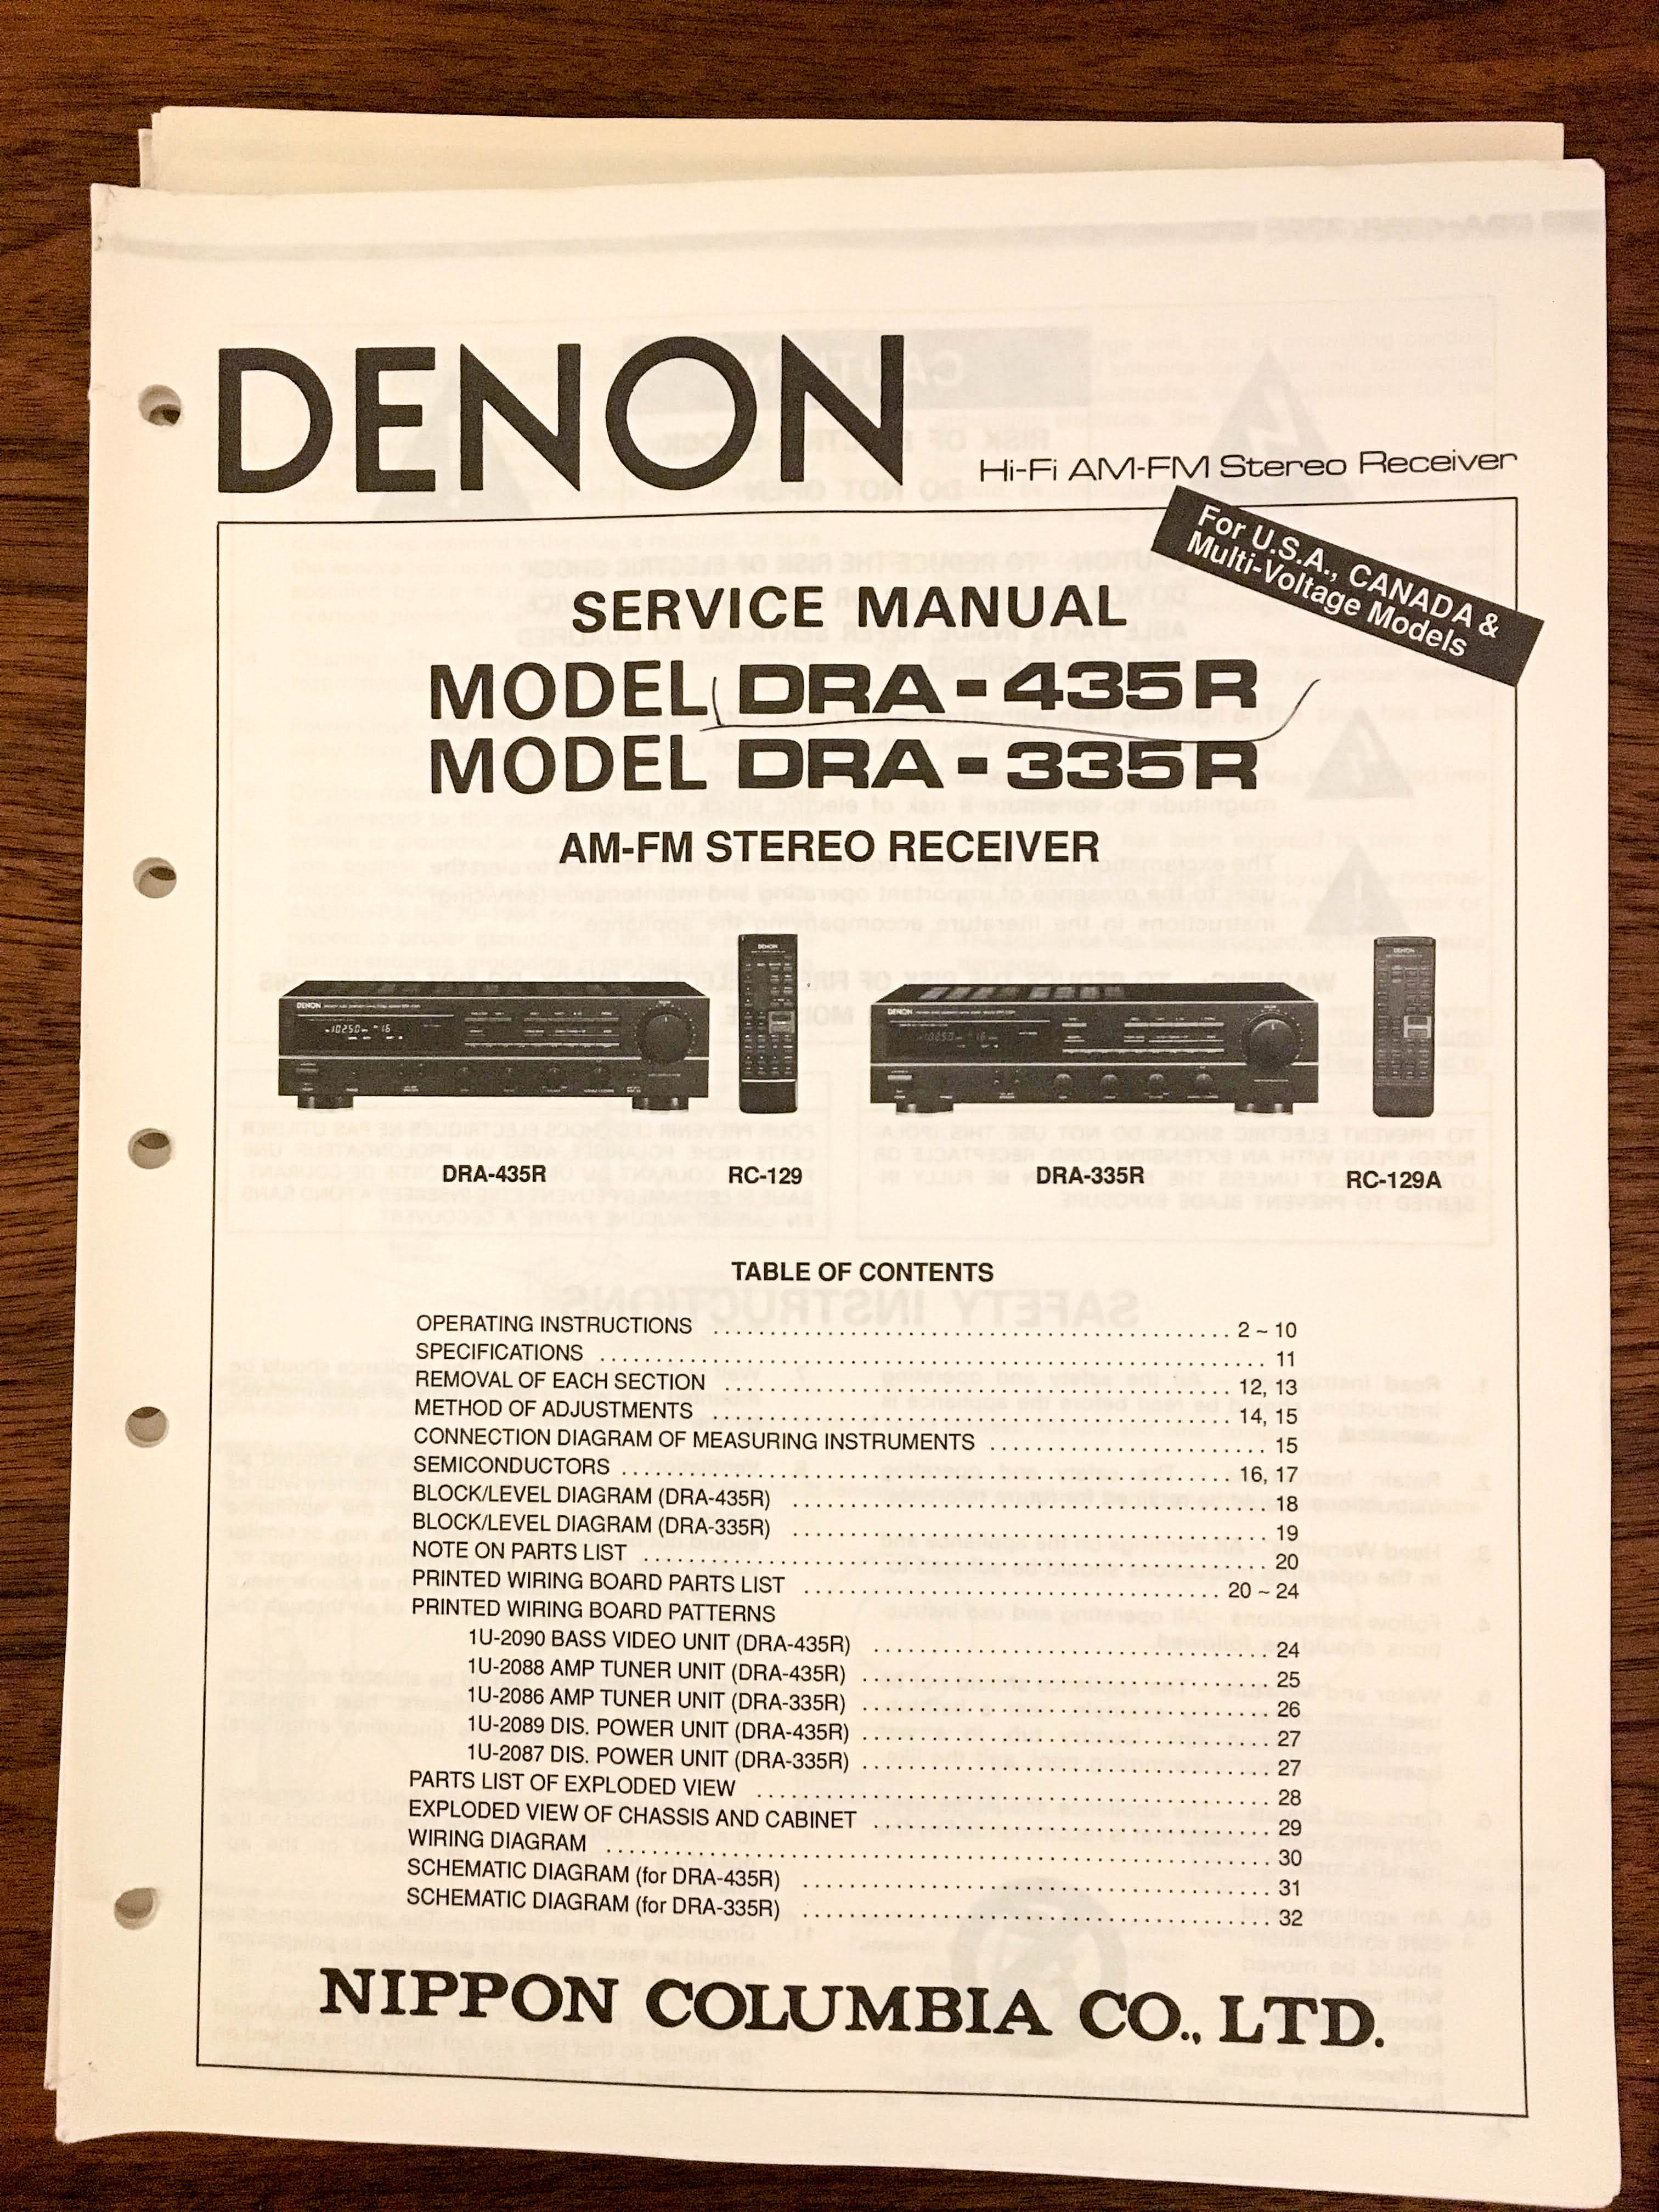 DENON
Hi-Fi AM-FM Stereo Receiver
For U.S.A., CANADA &
Multi-Voltage Models
SERVICE MANUAL
MODEL DRA-435R
MODEL DRA-335R
AM-FM STEREO RECEIVER
DENON
DENON
DENON
DENON
DRA-435R
RC-129
DRA-335R
RC-129A
TABLE OF CONTENTS
OPERATING INSTRUCTIONS ........ 2 ~ 10
SPECIFICATIONS ........ 11
REMOVAL OF EACH SECTION ........ 12, 13
METHOD OF ADJUSTMENTS ........ 14, 15
CONNECTION DIAGRAM OF MEASURING INSTRUMENTS ........ 15
SEMICONDUCTORS ........ 16, 17
BLOCK/LEVEL DIAGRAM (DRA-435R) ........ 18
BLOCK/LEVEL DIAGRAM (DRA-335R) ........ 19
NOTE ON PARTS LIST ........ 20
PRINTED WIRING BOARD PARTS LIST ........ 20 ~ 24
PRINTED WIRING BOARD PATTERNS
1U-2090 BASS VIDEO UNIT (DRA-435R) ........ 24
1U-2088 AMP TUNER UNIT (DRA-435R) ........ 25
1U-2086 AMP TUNER UNIT (DRA-335R) ........ 26
1U-2089 DIS. POWER UNIT (DRA-435R) ........ 27
1U-2087 DIS. POWER UNIT (DRA-335R) ........ 27
PARTS LIST OF EXPLODED VIEW ........ 28
EXPLODED VIEW OF CHASSIS AND CABINET ........ 29
WIRING DIAGRAM ........ 30
SCHEMATIC DIAGRAM (for DRA-435R) ........ 31
SCHEMATIC DIAGRAM (for DRA-335R) ........ 32
NIPPON COLUMBIA CO., LTD.